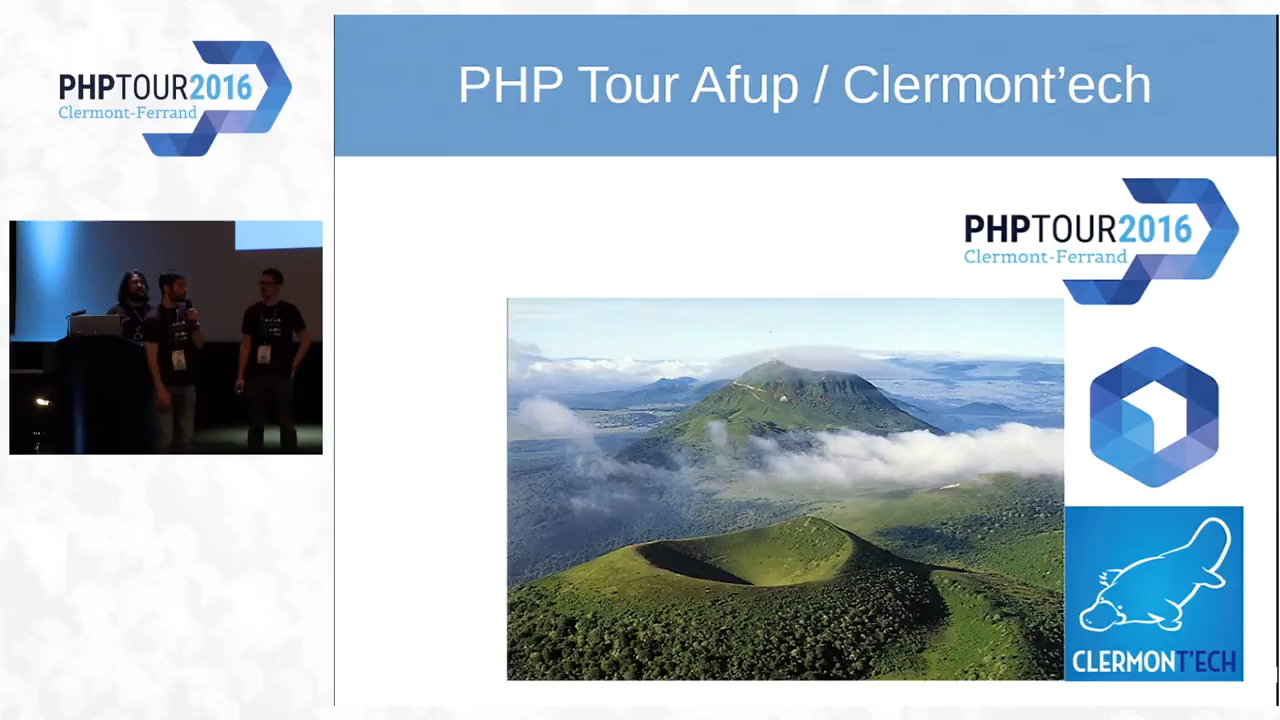 PHPTOUR2016
Clermont-Ferrand
PHP Tour Afup / Clermont'ech
PHPTOUR2016
Clermont-Ferrand
CLERMONT'ECH